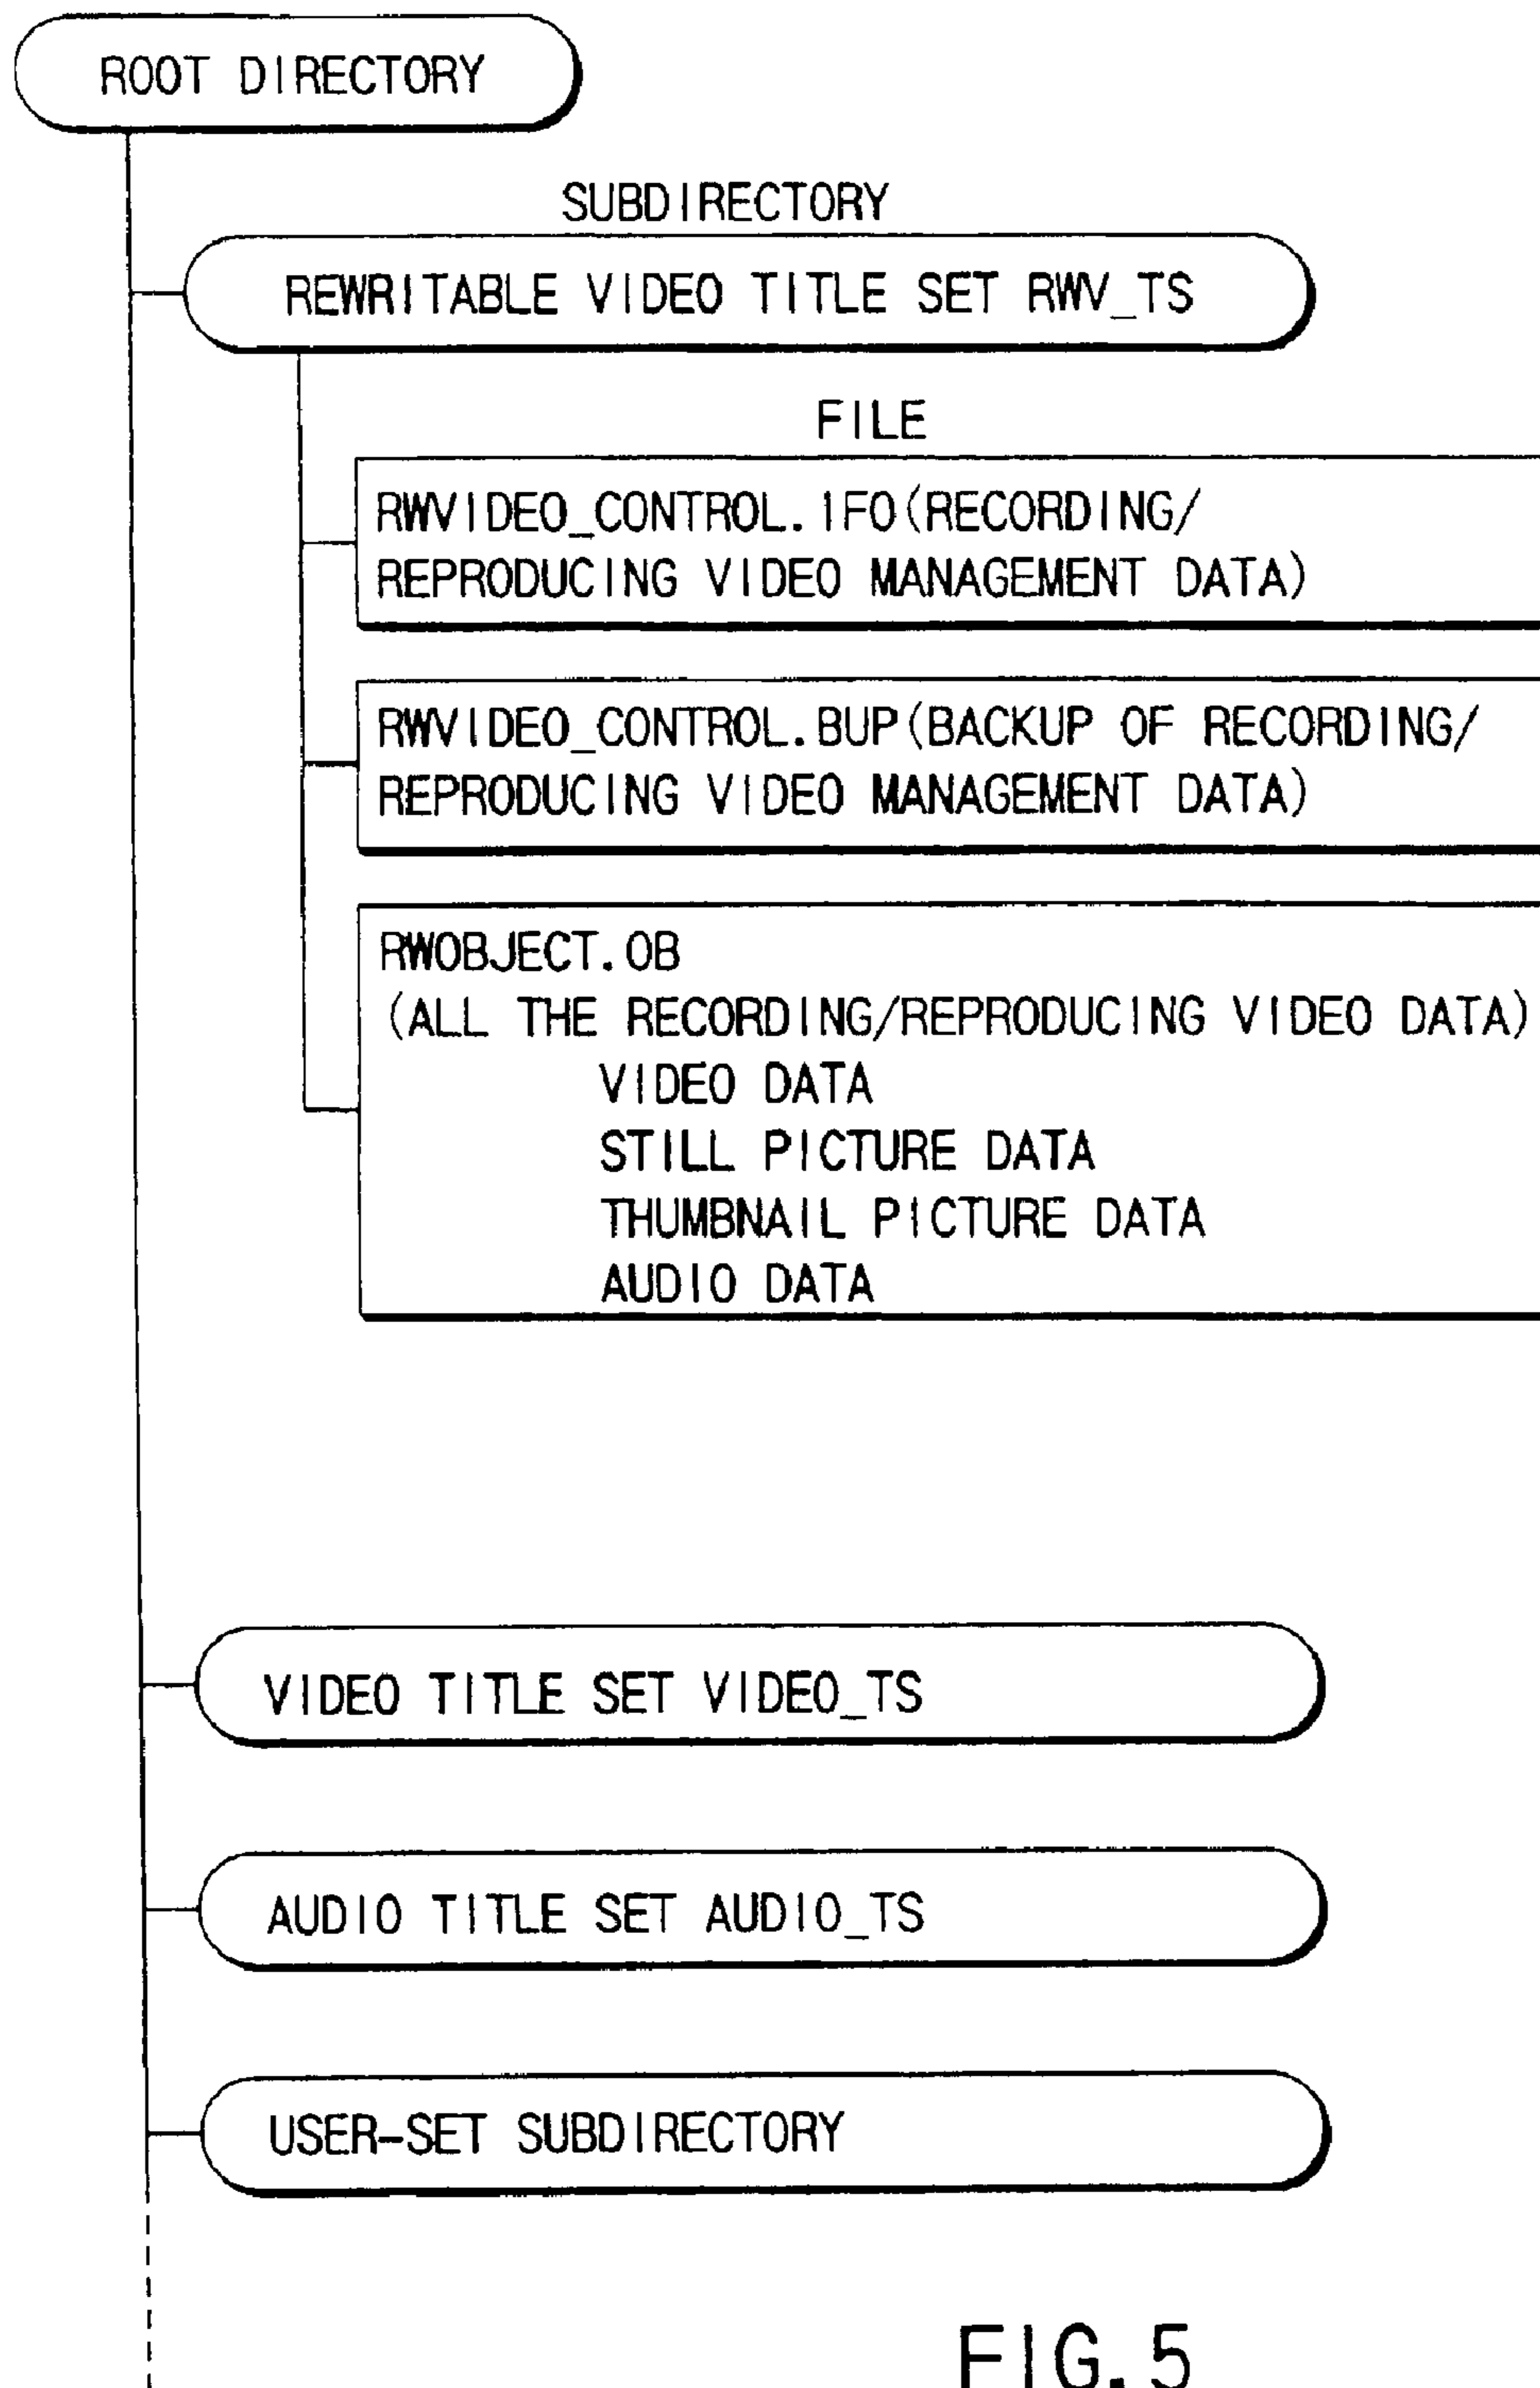 ROOT DIRECTORY
SUBDIRECTORY
REWRITABLE VIDEO TITLE SET RWV_TS
FILE
RWVIDEO_CONTROL.IFO(RECORDING/
REPRODUCING VIDEO MANAGEMENT DATA)
RWVIDEO_CONTROL.BUP(BACKUP OF RECORDING/
REPRODUCING VIDEO MANAGEMENT DATA)
RWOBJECT.OB
(ALL THE RECORDING/REPRODUCING VIDEO DATA)
VIDEO DATA
STILL PICTURE DATA
THUMBNAIL PICTURE DATA
AUDIO DATA
VIDEO TITLE SET VIDEO_TS
AUDIO TITLE SET AUDIO_TS
USER-SET SUBDIRECTORY
FIG.5